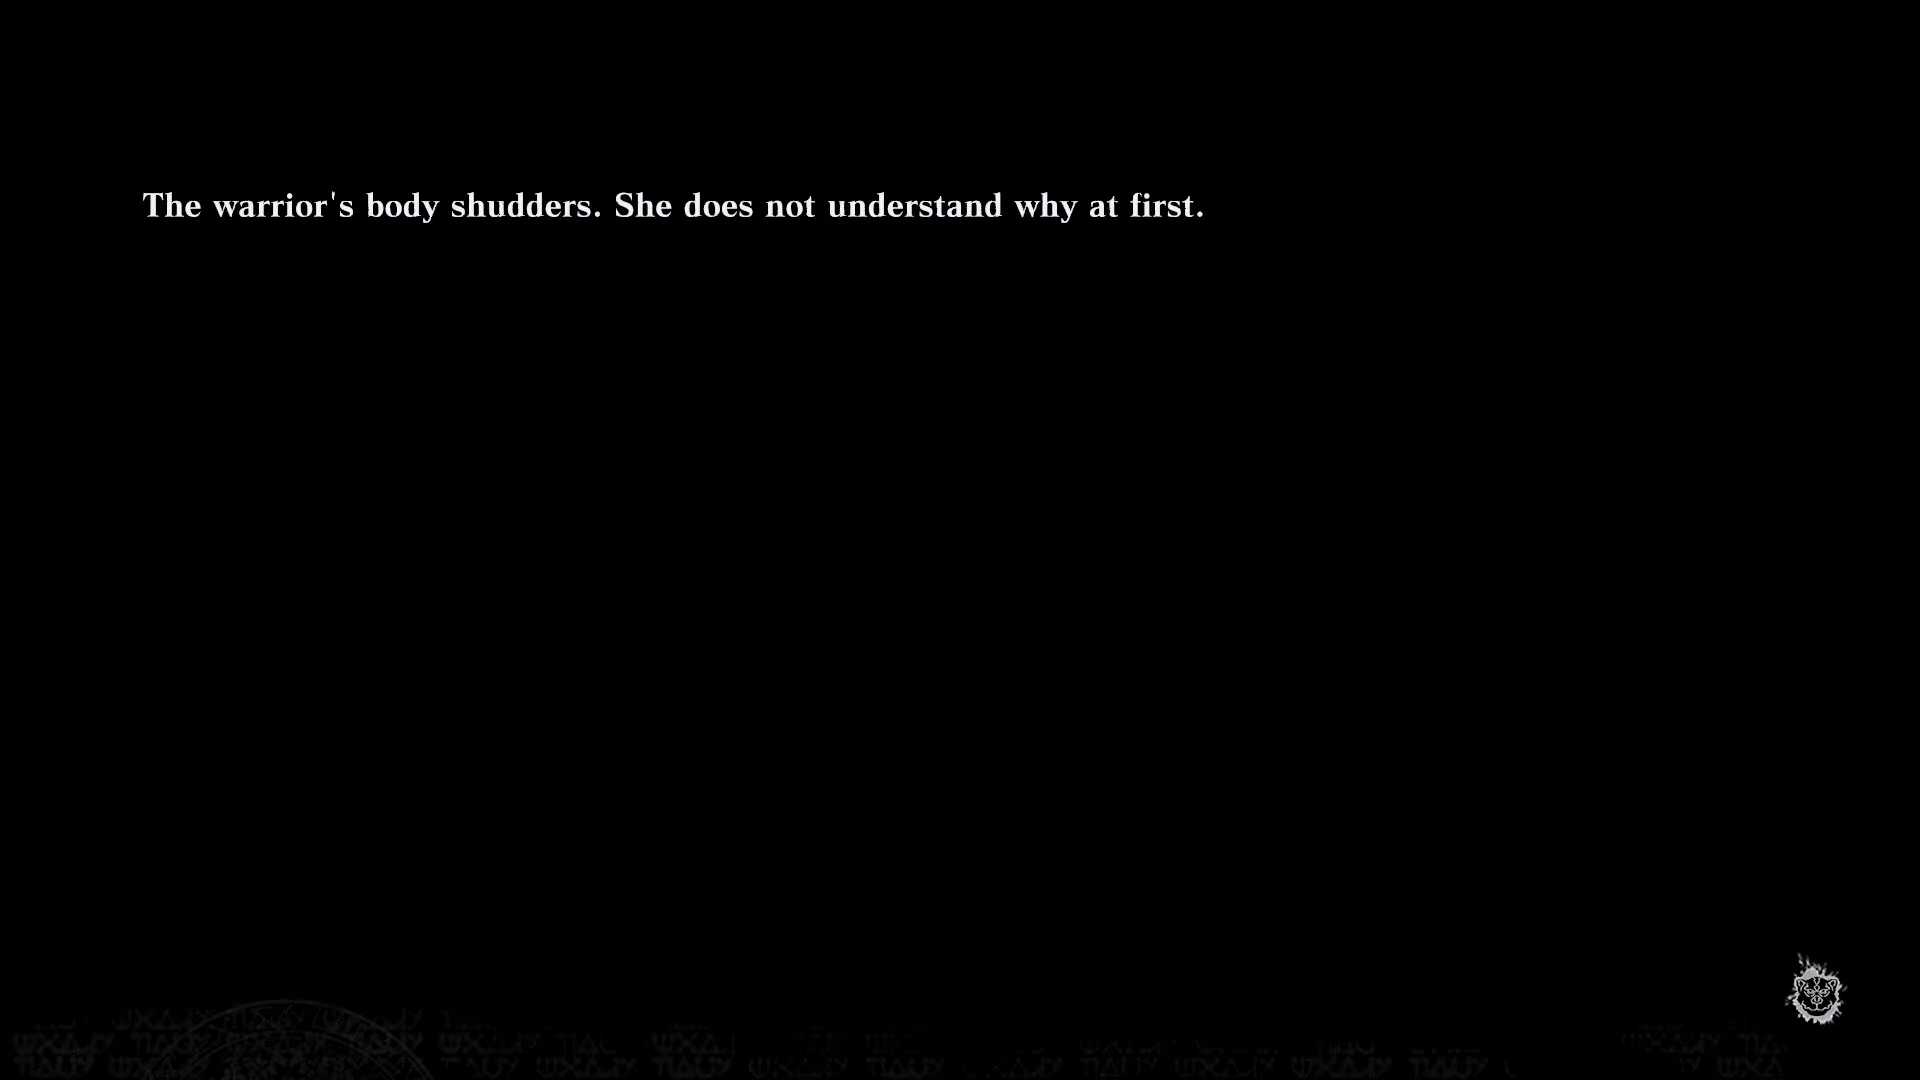 The warrior's body shudders. She does not understand why at first.